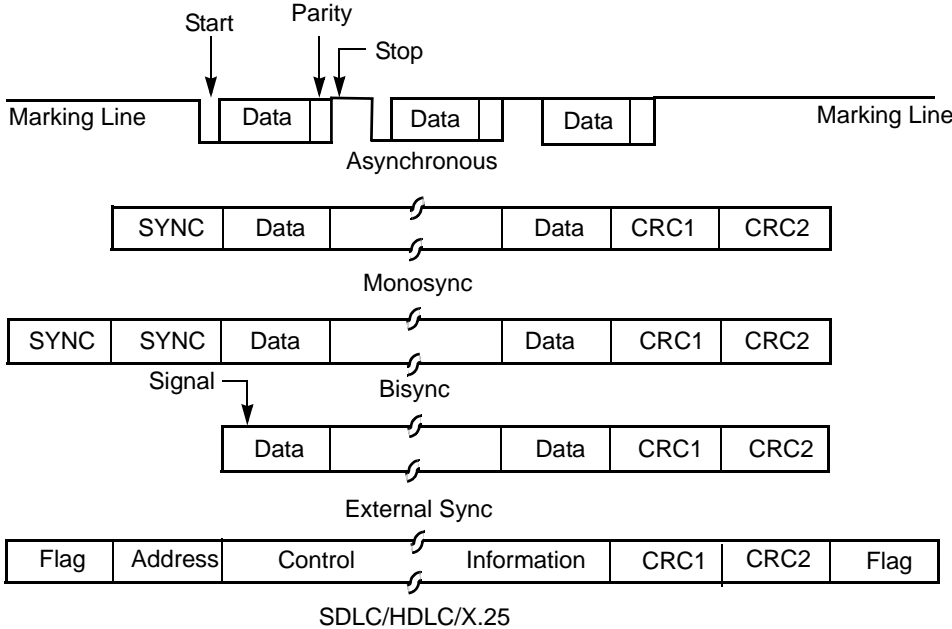 Start
Parity
Stop
Marking Line Data Data Data Marking Line
Asynchronous
SYNC Data Data CRC1 CRC2
Monosync
SYNC SYNC Data Data CRC1 CRC2
Signal
Bisync
Data Data CRC1 CRC2
External Sync
Flag Address Control Information CRC1 CRC2 Flag
SDLC/HDLC/X.25